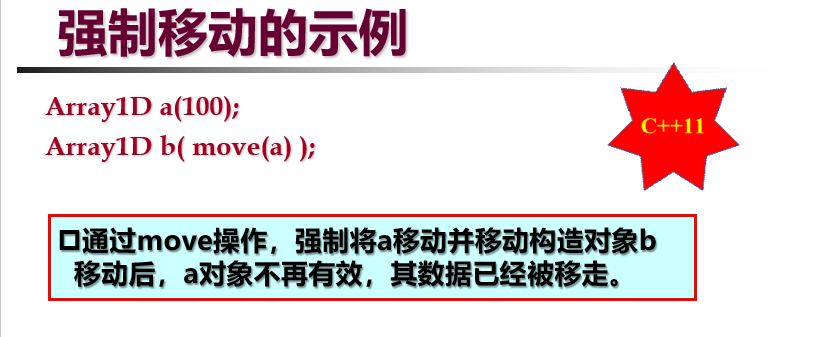 强制移动的示例
Array1D a(100);
Array1D b( move(a) );
C++11
通过move操作，强制将a移动并移动构造对象b
移动后，a对象不再有效，其数据已经被移走。